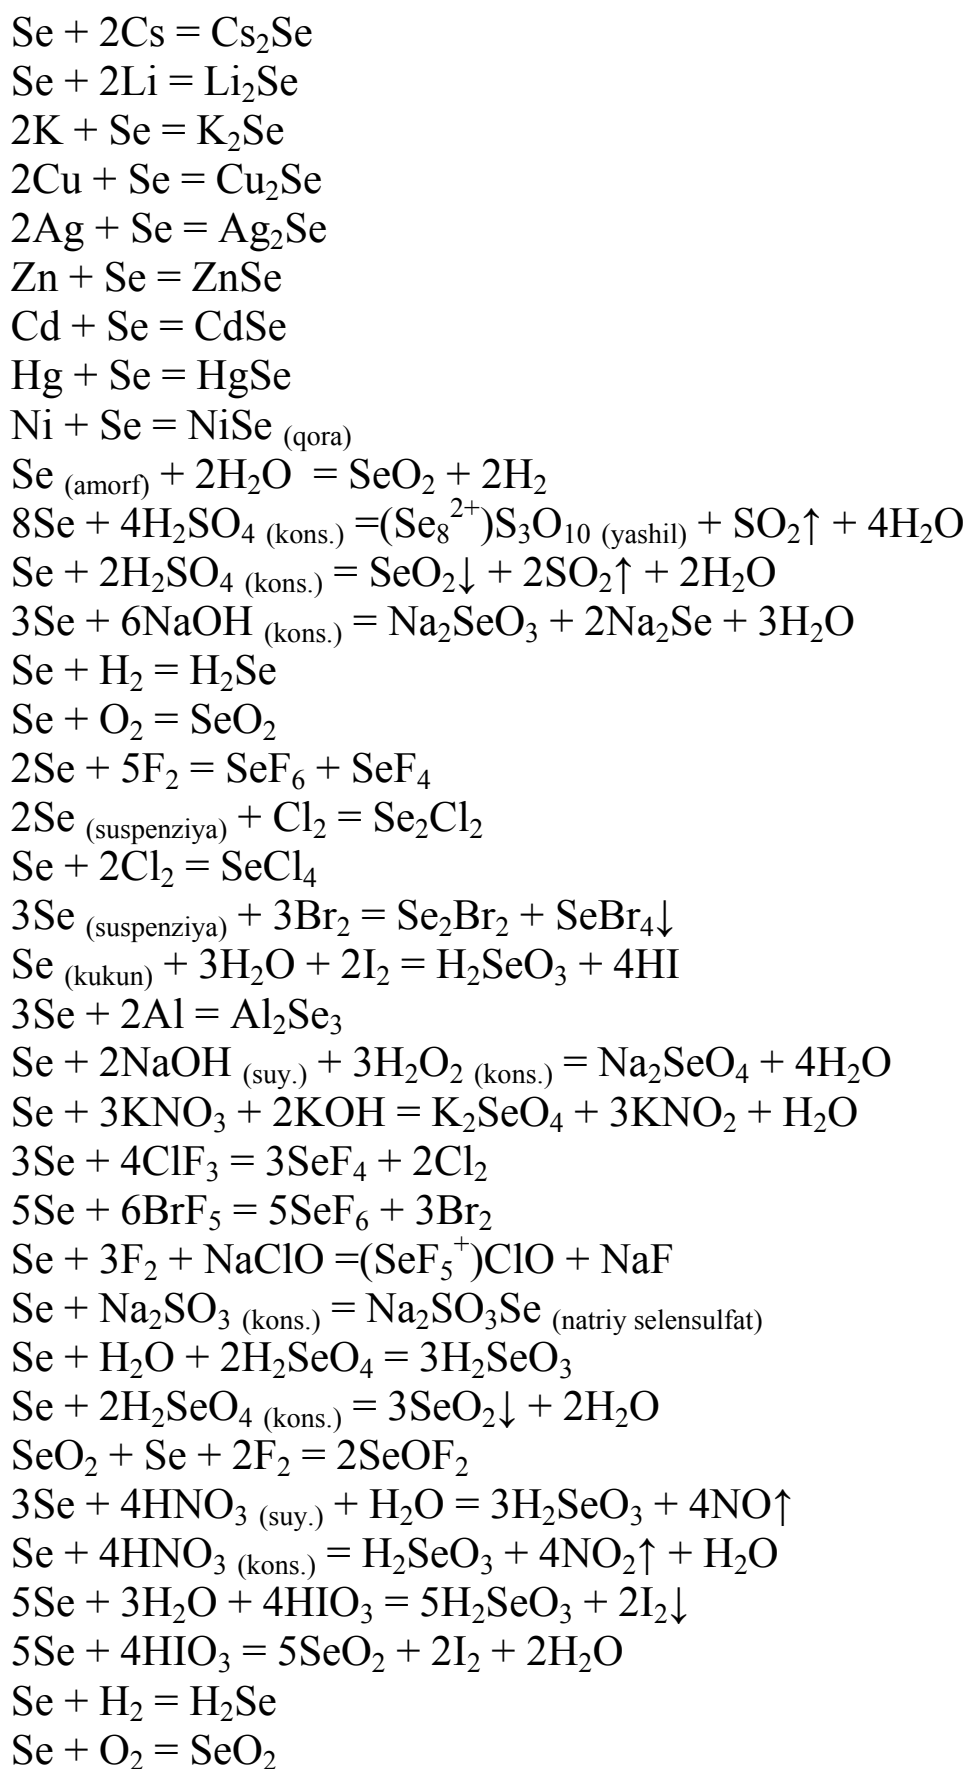 Se + 2Cs = Cs₂Se
Se + 2Li = Li₂Se
2K + Se = K₂Se
2Cu + Se = Cu₂Se
2Ag + Se = Ag₂Se
Zn + Se = ZnSe
Cd + Se = CdSe
Hg + Se = HgSe
Ni + Se = NiSe (qora)
Se (amorf) + 2H₂O = SeO₂ + 2H₂
8Se + 4H₂SO₄ (kons.) =(Se₈²⁺)S₃O₁₀ (yashil) + SO₂↑ + 4H₂O
Se + 2H₂SO₄ (kons.) = SeO₂↓ + 2SO₂↑ + 2H₂O
3Se + 6NaOH (kons.) = Na₂SeO₃ + 2Na₂Se + 3H₂O
Se + H₂ = H₂Se
Se + O₂ = SeO₂
2Se + 5F₂ = SeF₆ + SeF₄
2Se (suspenziya) + Cl₂ = Se₂Cl₂
Se + 2Cl₂ = SeCl₄
3Se (suspenziya) + 3Br₂ = Se₂Br₂ + SeBr₄↓
Se (kukun) + 3H₂O + 2I₂ = H₂SeO₃ + 4HI
3Se + 2Al = Al₂Se₃
Se + 2NaOH (suy.) + 3H₂O₂ (kons.) = Na₂SeO₄ + 4H₂O
Se + 3KNO₃ + 2KOH = K₂SeO₄ + 3KNO₂ + H₂O
3Se + 4ClF₃ = 3SeF₄ + 2Cl₂
5Se + 6BrF₅ = 5SeF₆ + 3Br₂
Se + 3F₂ + NaClO =(SeF₅⁺)ClO + NaF
Se + Na₂SO₃ (kons.) = Na₂SO₃Se (natriy selensulfat)
Se + H₂O + 2H₂SeO₄ = 3H₂SeO₃
Se + 2H₂SeO₄ (kons.) = 3SeO₂↓ + 2H₂O
SeO₂ + Se + 2F₂ = 2SeOF₂
3Se + 4HNO₃ (suy.) + H₂O = 3H₂SeO₃ + 4NO↑
Se + 4HNO₃ (kons.) = H₂SeO₃ + 4NO₂↑ + H₂O
5Se + 3H₂O + 4HIO₃ = 5H₂SeO₃ + 2I₂↓
5Se + 4HIO₃ = 5SeO₂ + 2I₂ + 2H₂O
Se + H₂ = H₂Se
Se + O₂ = SeO₂